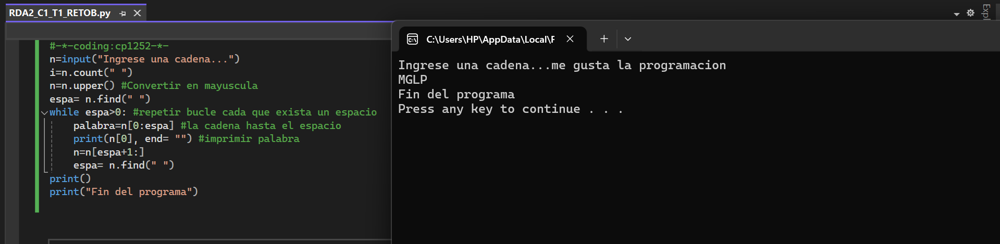 RDA2_C1_T1_RETOB.py
Expl
#-*-coding:cp1252-*-
n=input("Ingrese una cadena...")
i=n.count(" ")
n=n.upper() #Convertir en mayuscula
espa= n.find(" ")
while espa>0: #repetir bucle cada que exista un espacio
palabra=n[0:espa] #la cadena hasta el espacio
print(n[0], end= "") #imprimir palabra
n=n[espa+1:]
espa= n.find(" ")
print()
print("Fin del programa")
C:\Users\HP\AppData\Local\F
Ingrese una cadena...me gusta la programacion
MGLP
Fin del programa
Press any key to continue . . .